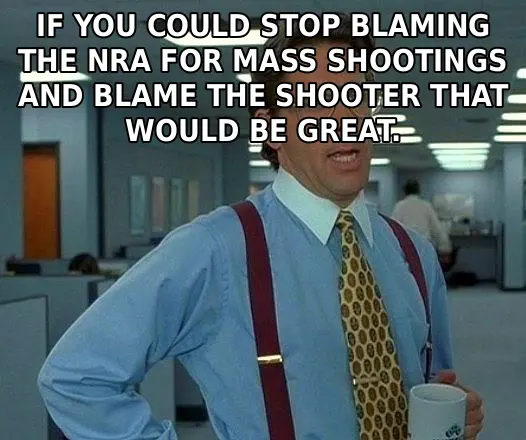 IF YOU COULD STOP BLAMING
THE NRA FOR MASS SHOOTINGS
AND BLAME THE SHOOTER THAT
WOULD BE GREAT.